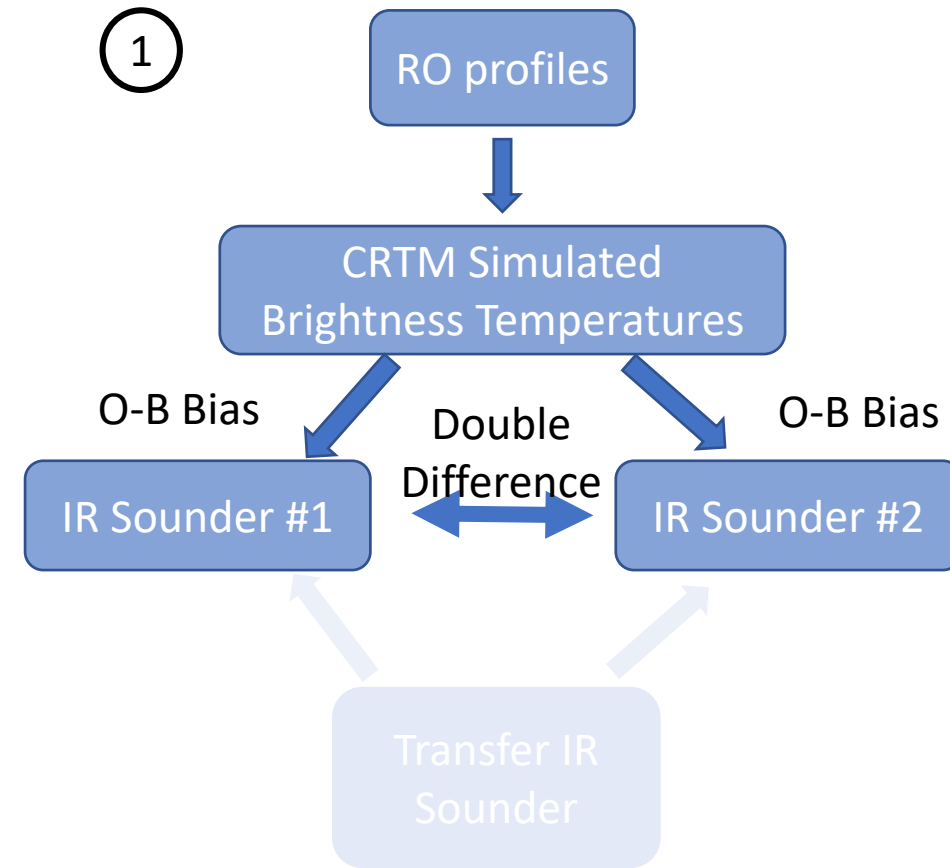 1
RO profiles
CRTM Simulated
Brightness Temperatures
O-B Bias
O-B Bias
Double
Difference
IR Sounder #1
IR Sounder #2
Transfer IR
Sounder